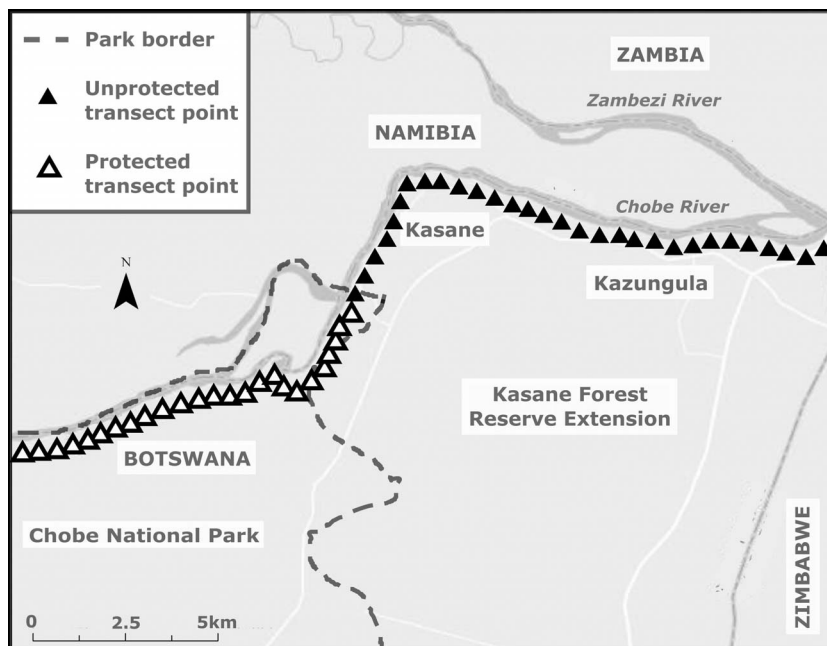 Park border
Unprotected
transect point
Protected
transect point
ZAMBIA
Zambezi River
NAMIBIA
Chobe River
Kasane
Kazungula
N
Kasane Forest
Reserve Extension
BOTSWANA
Chobe National Park
ZIMBABWE
0 2.5 5km